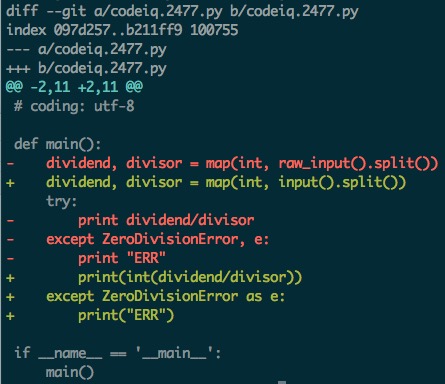 diff --git a/codeiq.2477.py b/codeiq.2477.py
index 097d257..b211ff9 100755
--- a/codeiq.2477.py
+++ b/codeiq.2477.py
@@ -2,11 +2,11 @@
 # coding: utf-8

 def main():
-    dividend, divisor = map(int, raw_input().split())
+    dividend, divisor = map(int, input().split())
     try:
-        print dividend/divisor
-    except ZeroDivisionError, e:
-        print "ERR"
+        print(int(dividend/divisor))
+    except ZeroDivisionError as e:
+        print("ERR")

 if __name__ == '__main__':
     main()